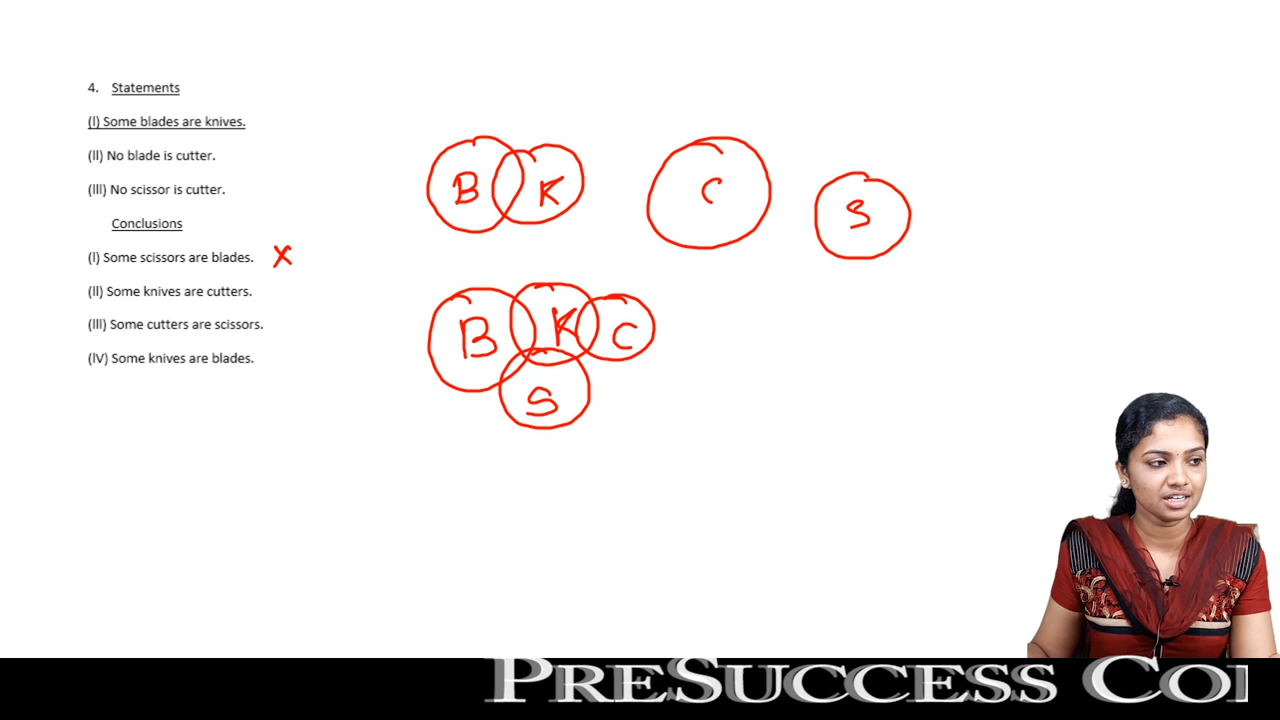 4. Statements
(I) Some blades are knives.
(II) No blade is cutter.
(III) No scissor is cutter.
Conclusions
(I) Some scissors are blades. X
(II) Some knives are cutters.
(III) Some cutters are scissors.
(IV) Some knives are blades.
B K C S
B K C
S
PRESUCCESS COI